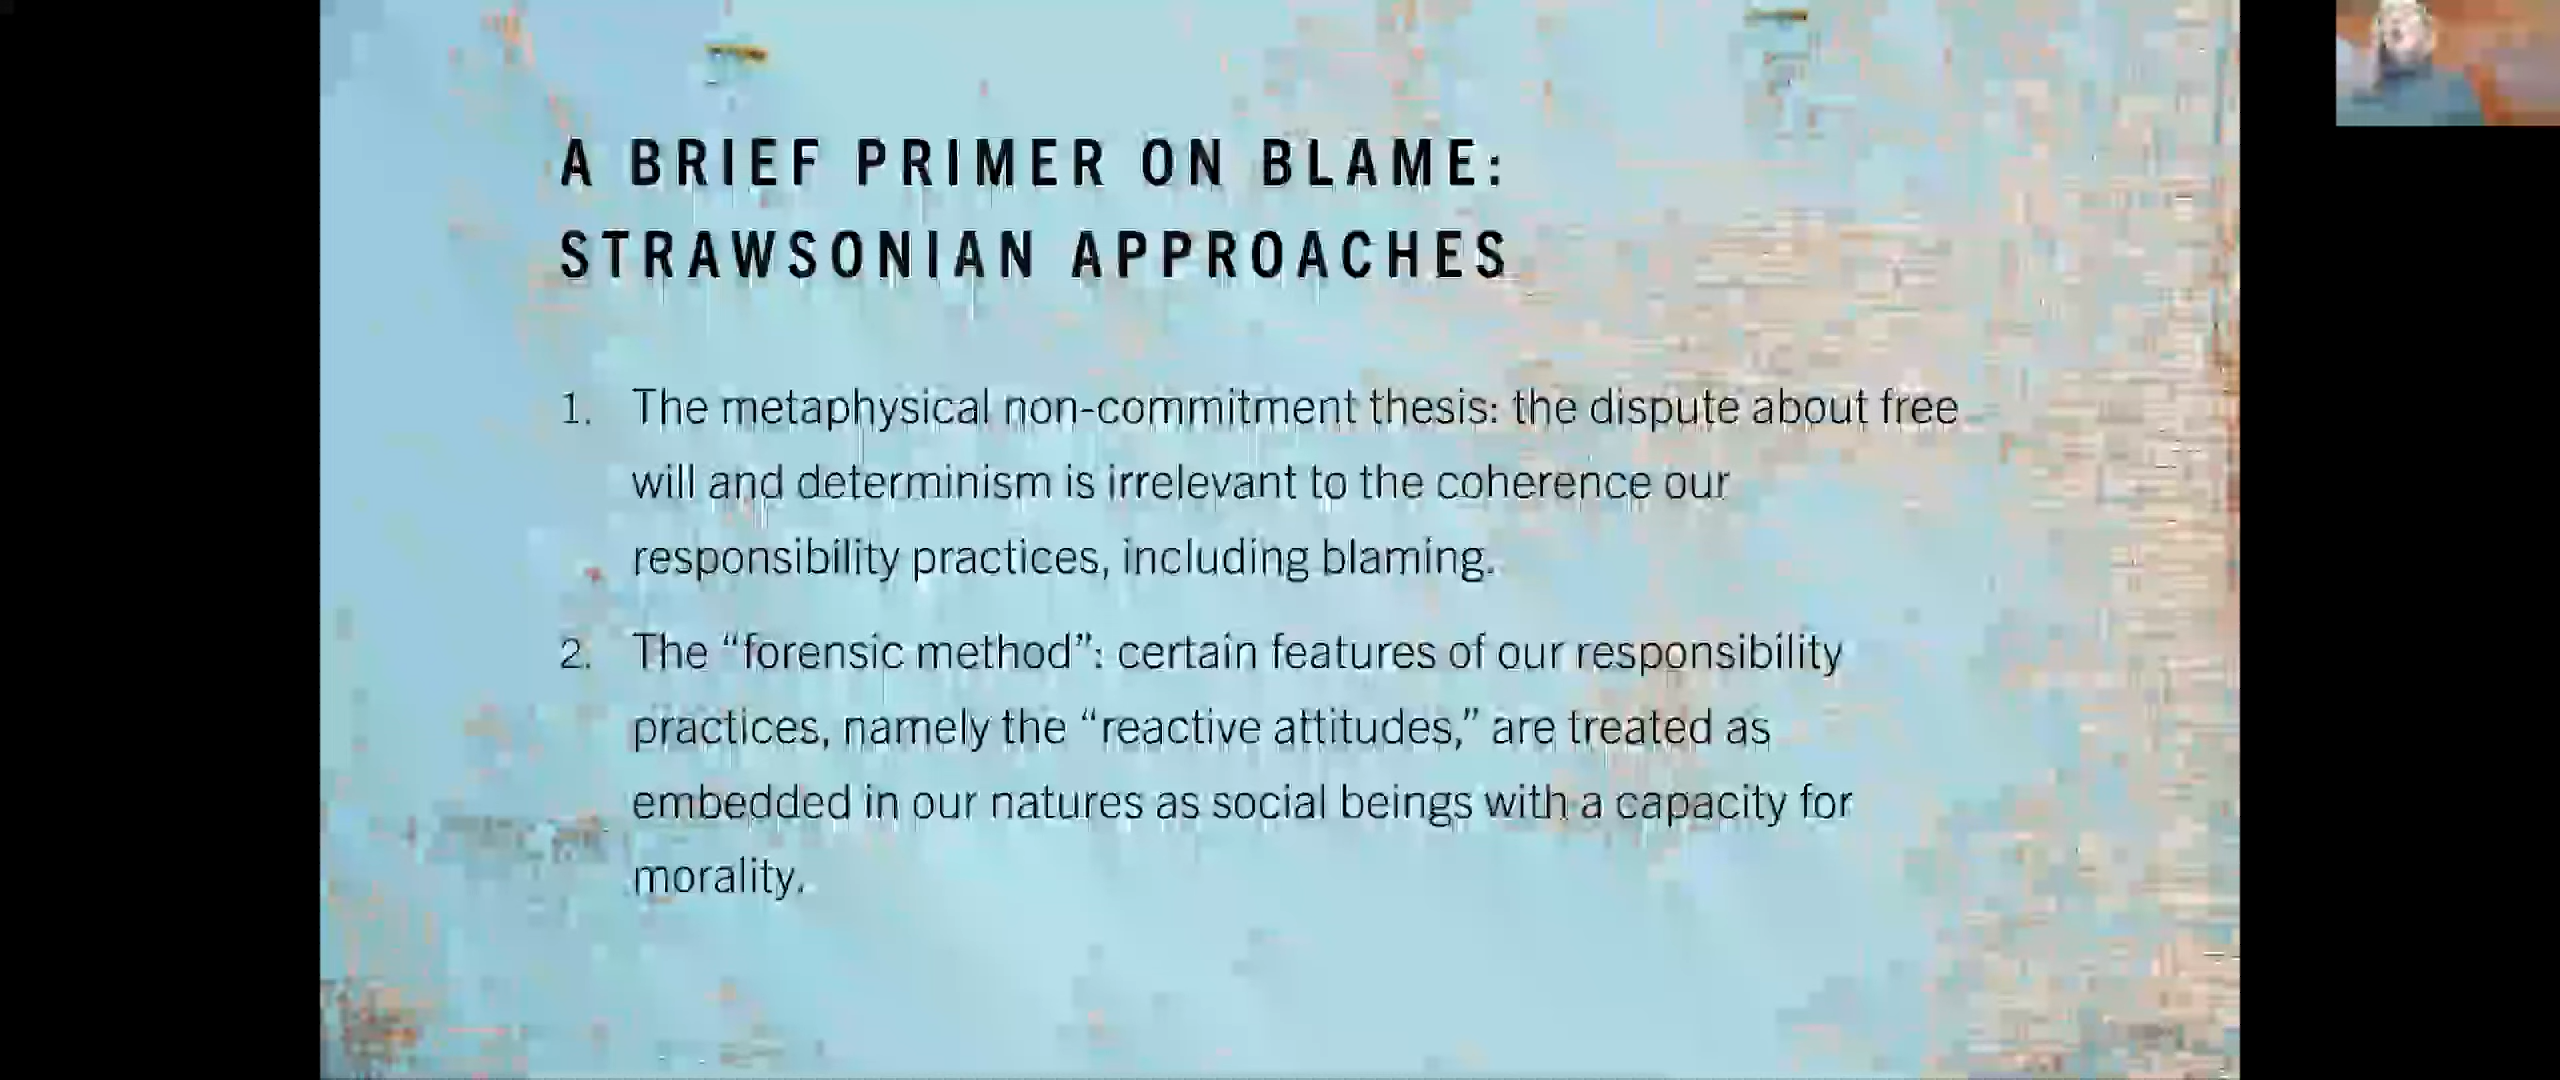 A BRIEF PRIMER ON BLAME:
STRAWSONIAN APPROACHES
1. The metaphysical non-commitment thesis: the dispute about free
will and determinism is irrelevant to the coherence our
responsibility practices, including blaming.
2. The “forensic method”: certain features of our responsibility
practices, namely the “reactive attitudes,” are treated as
embedded in our natures as social beings with a capacity for
morality.